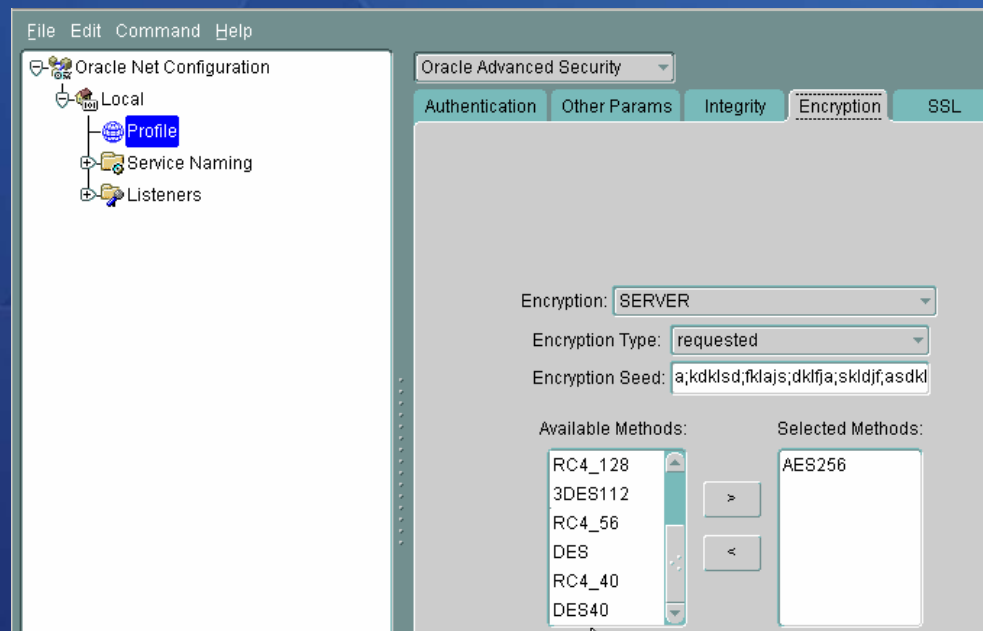 File Edit Command Help
Oracle Net Configuration
Local
Profile
Service Naming
Listeners
Oracle Advanced Security
Authentication Other Params Integrity Encryption SSL
Encryption: SERVER
Encryption Type: requested
Encryption Seed: a;kdklsd;fklajs;dklfja;skldjf;asdkl
Available Methods: Selected Methods:
RC4_128 AES256
3DES112 >
RC4_56
DES <
RC4_40
DES40